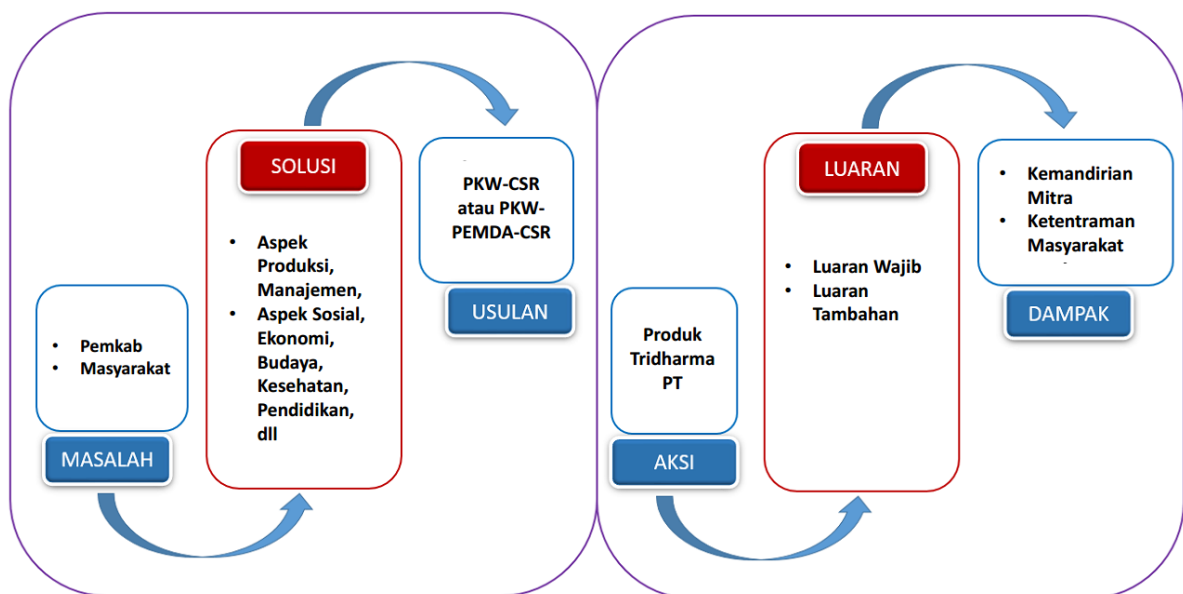 MASALAH
• Pemkab
• Masyarakat
SOLUSI
• Aspek
Produksi,
Manajemen,
• Aspek Sosial,
Ekonomi,
Budaya,
Kesehatan,
Pendidikan,
dll
PKW-CSR
atau PKW-
PEMDA-CSR
USULAN
Produk
Tridharma
PT
AKSI
LUARAN
• Luaran Wajib
• Luaran
Tambahan
• Kemandirian
Mitra
• Ketentraman
Masyarakat
DAMPAK